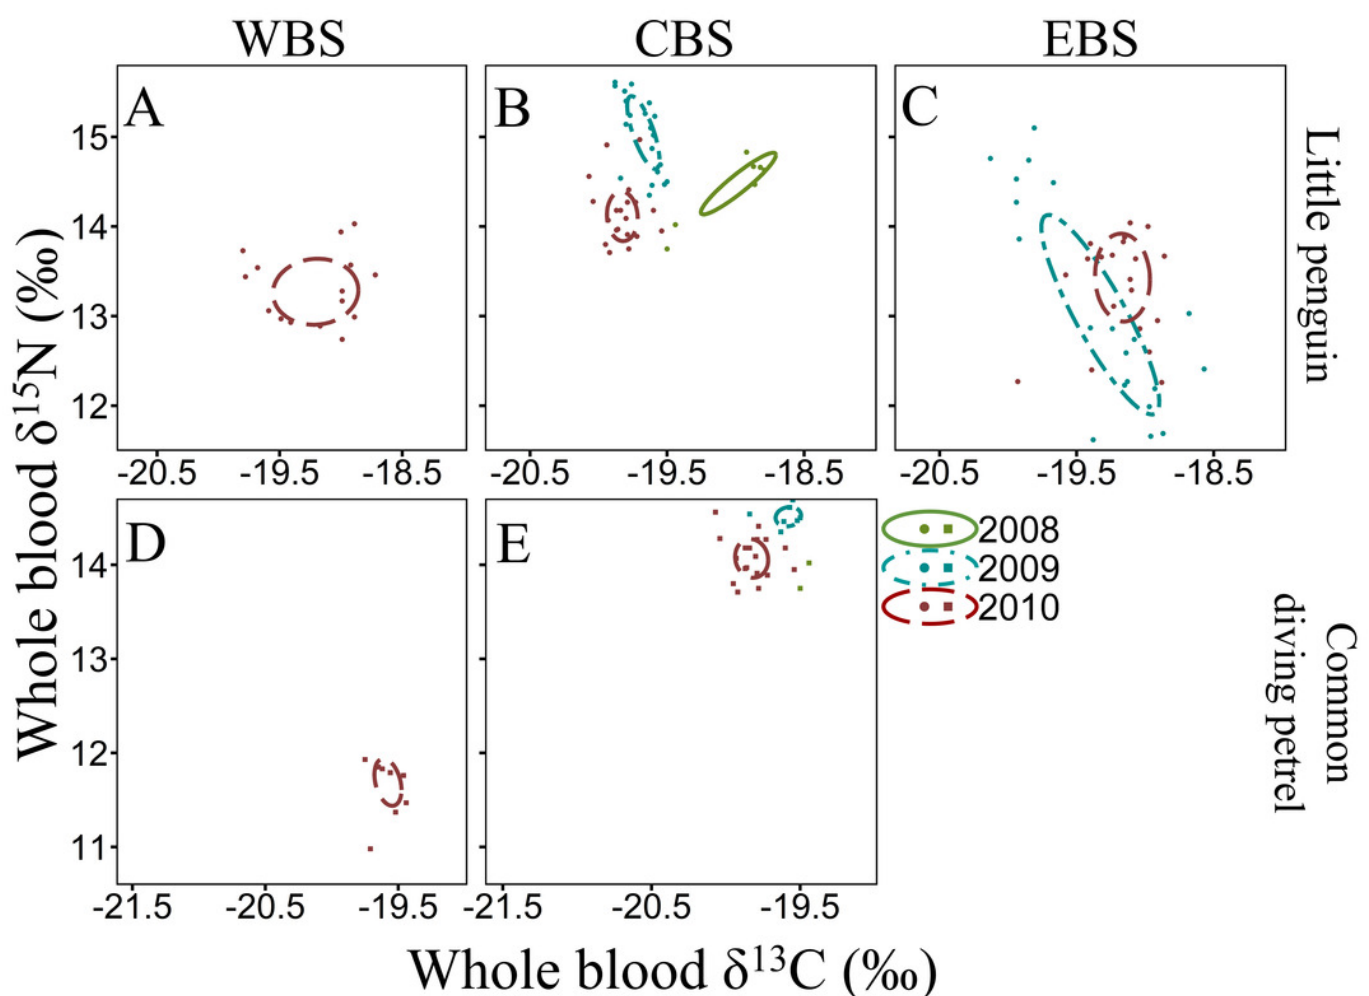 WBS CBS EBS
A B C
15
14
13
12
-20.5 -19.5 -18.5 -20.5 -19.5 -18.5 -20.5 -19.5 -18.5
Little penguin
Whole blood δ15N (‰)
D E
14
13
12
11
-21.5 -20.5 -19.5 -21.5 -20.5 -19.5
2008
2009
2010
Common
diving petrel
Whole blood δ13C (‰)